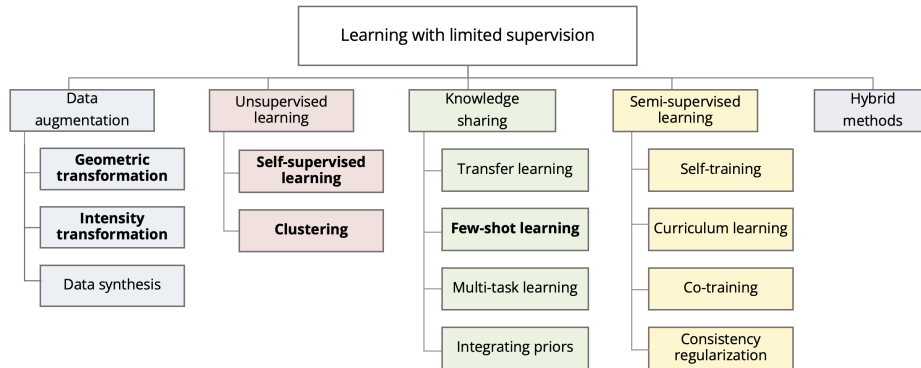 Learning with limited supervision
Data
augmentation
Unsupervised
learning
Knowledge
sharing
Semi-supervised
learning
Hybrid
methods
Geometric
transformation
Intensity
transformation
Data synthesis
Self-supervised
learning
Clustering
Transfer learning
Few-shot learning
Multi-task learning
Integrating priors
Self-training
Curriculum learning
Co-training
Consistency
regularization